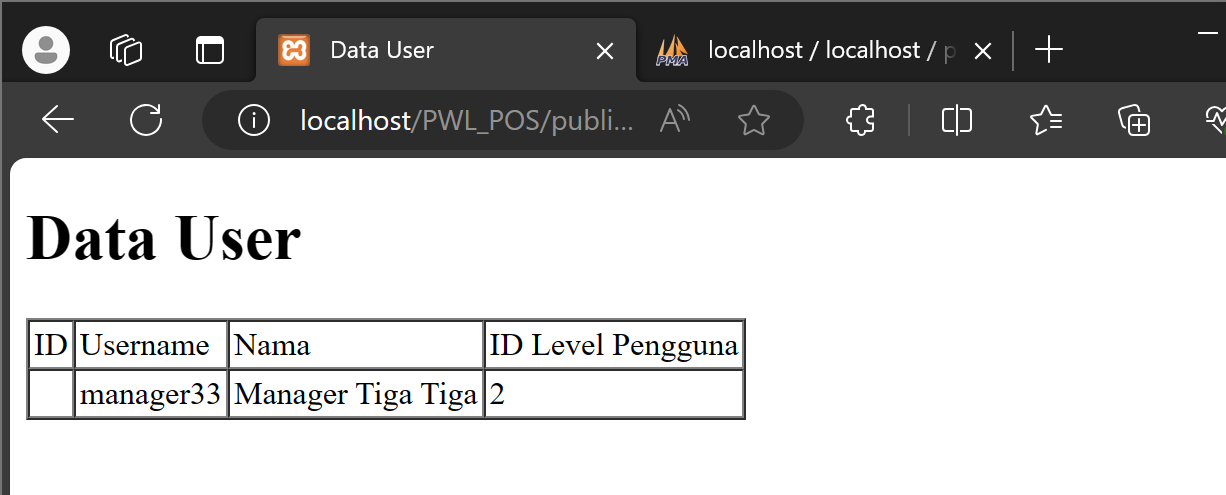 Data User
localhost / localhost / p
localhost/PWL_POS/publi...
Data User
ID Username Nama ID Level Pengguna
manager33 Manager Tiga Tiga 2